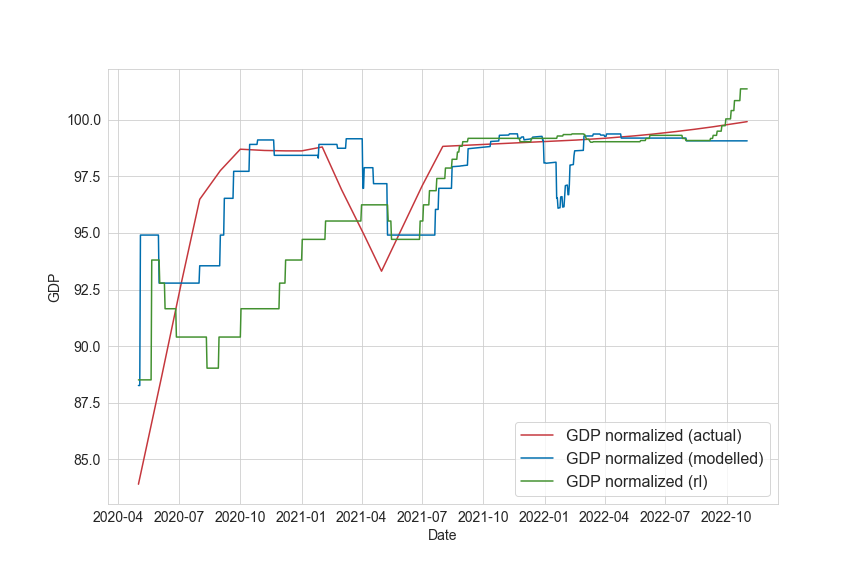 GDP
100.0
97.5
95.0
92.5
90.0
87.5
85.0
GDP normalized (actual)
GDP normalized (modelled)
GDP normalized (rl)
2020-04 2020-07 2020-10 2021-01 2021-04 2021-07 2021-10 2022-01 2022-04 2022-07 2022-10
Date